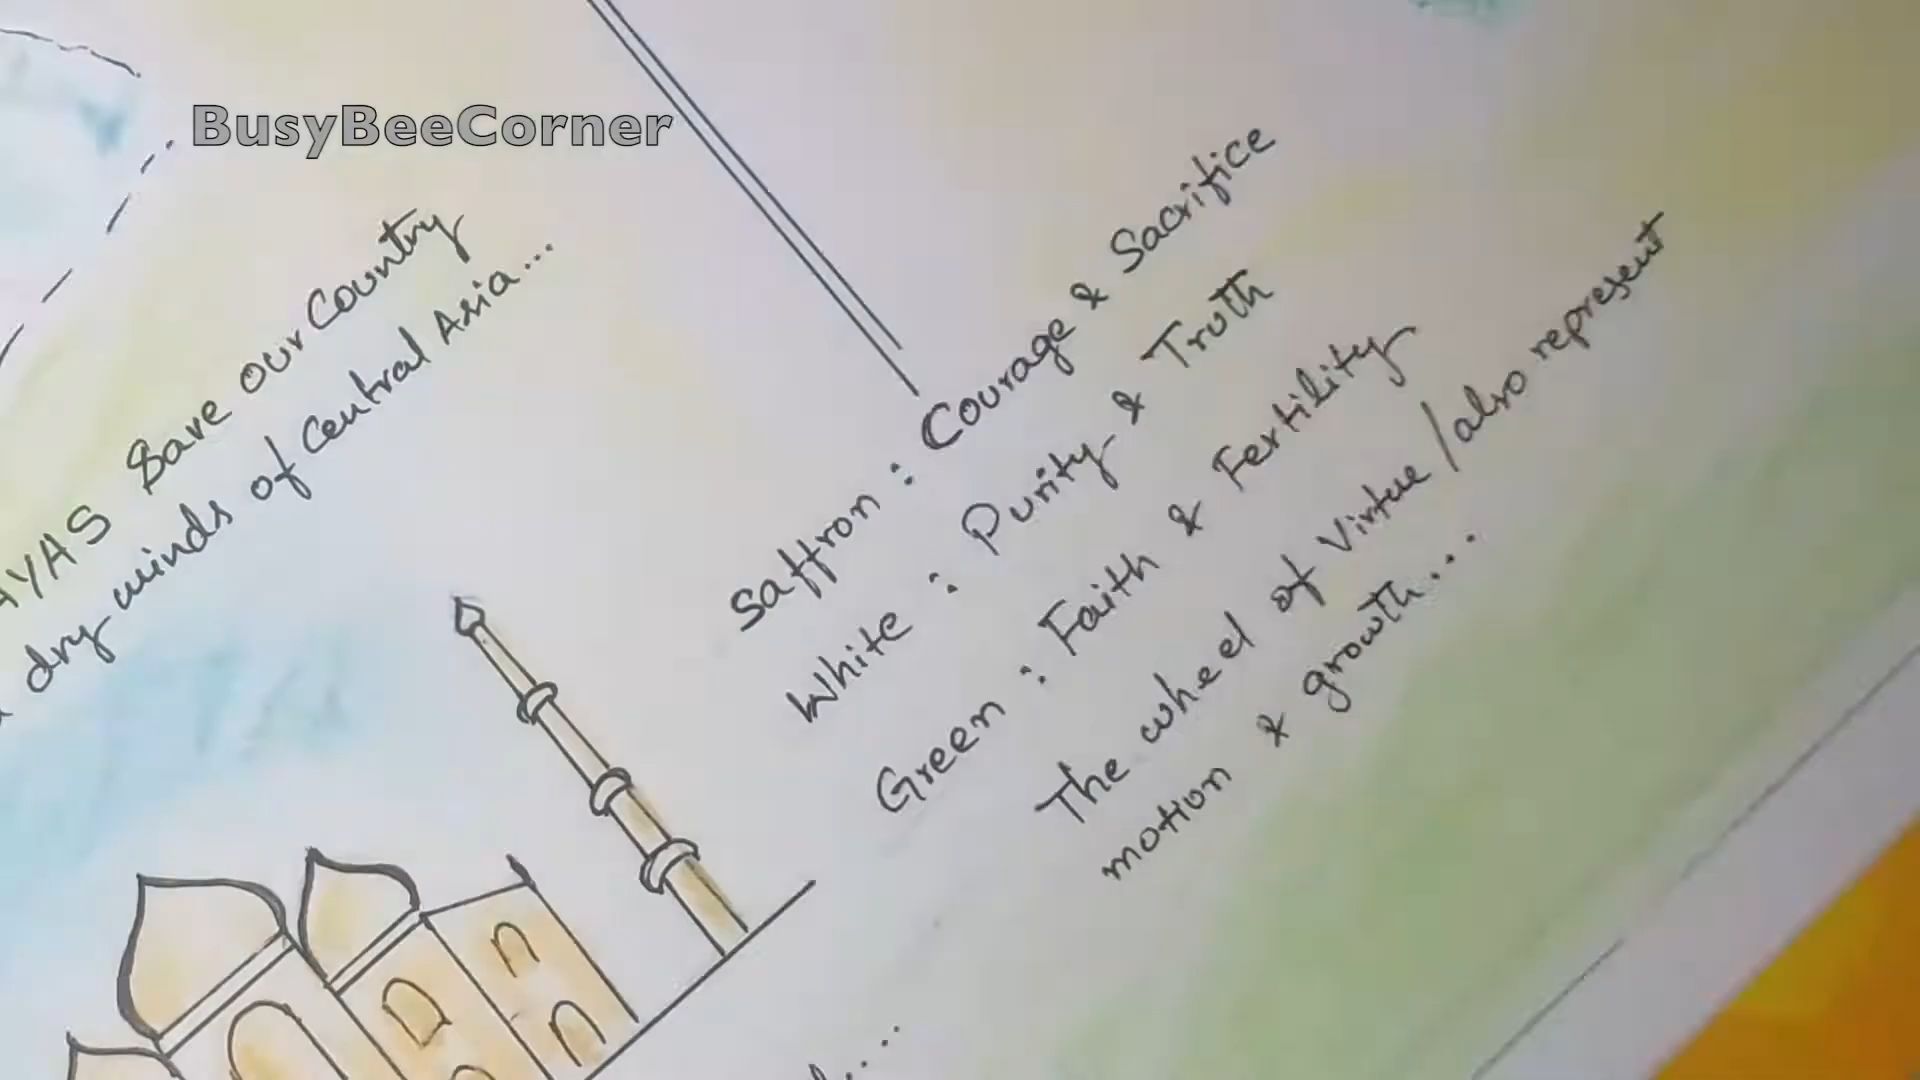 BusyBeeCorner
YAS Save our Country
dry winds of Central Asia...
Saffron : Courage & Sacrifice
White : Purity & Truth
Green : Faith & Fertility
The wheel of Virtue / also represent
motion & growth...